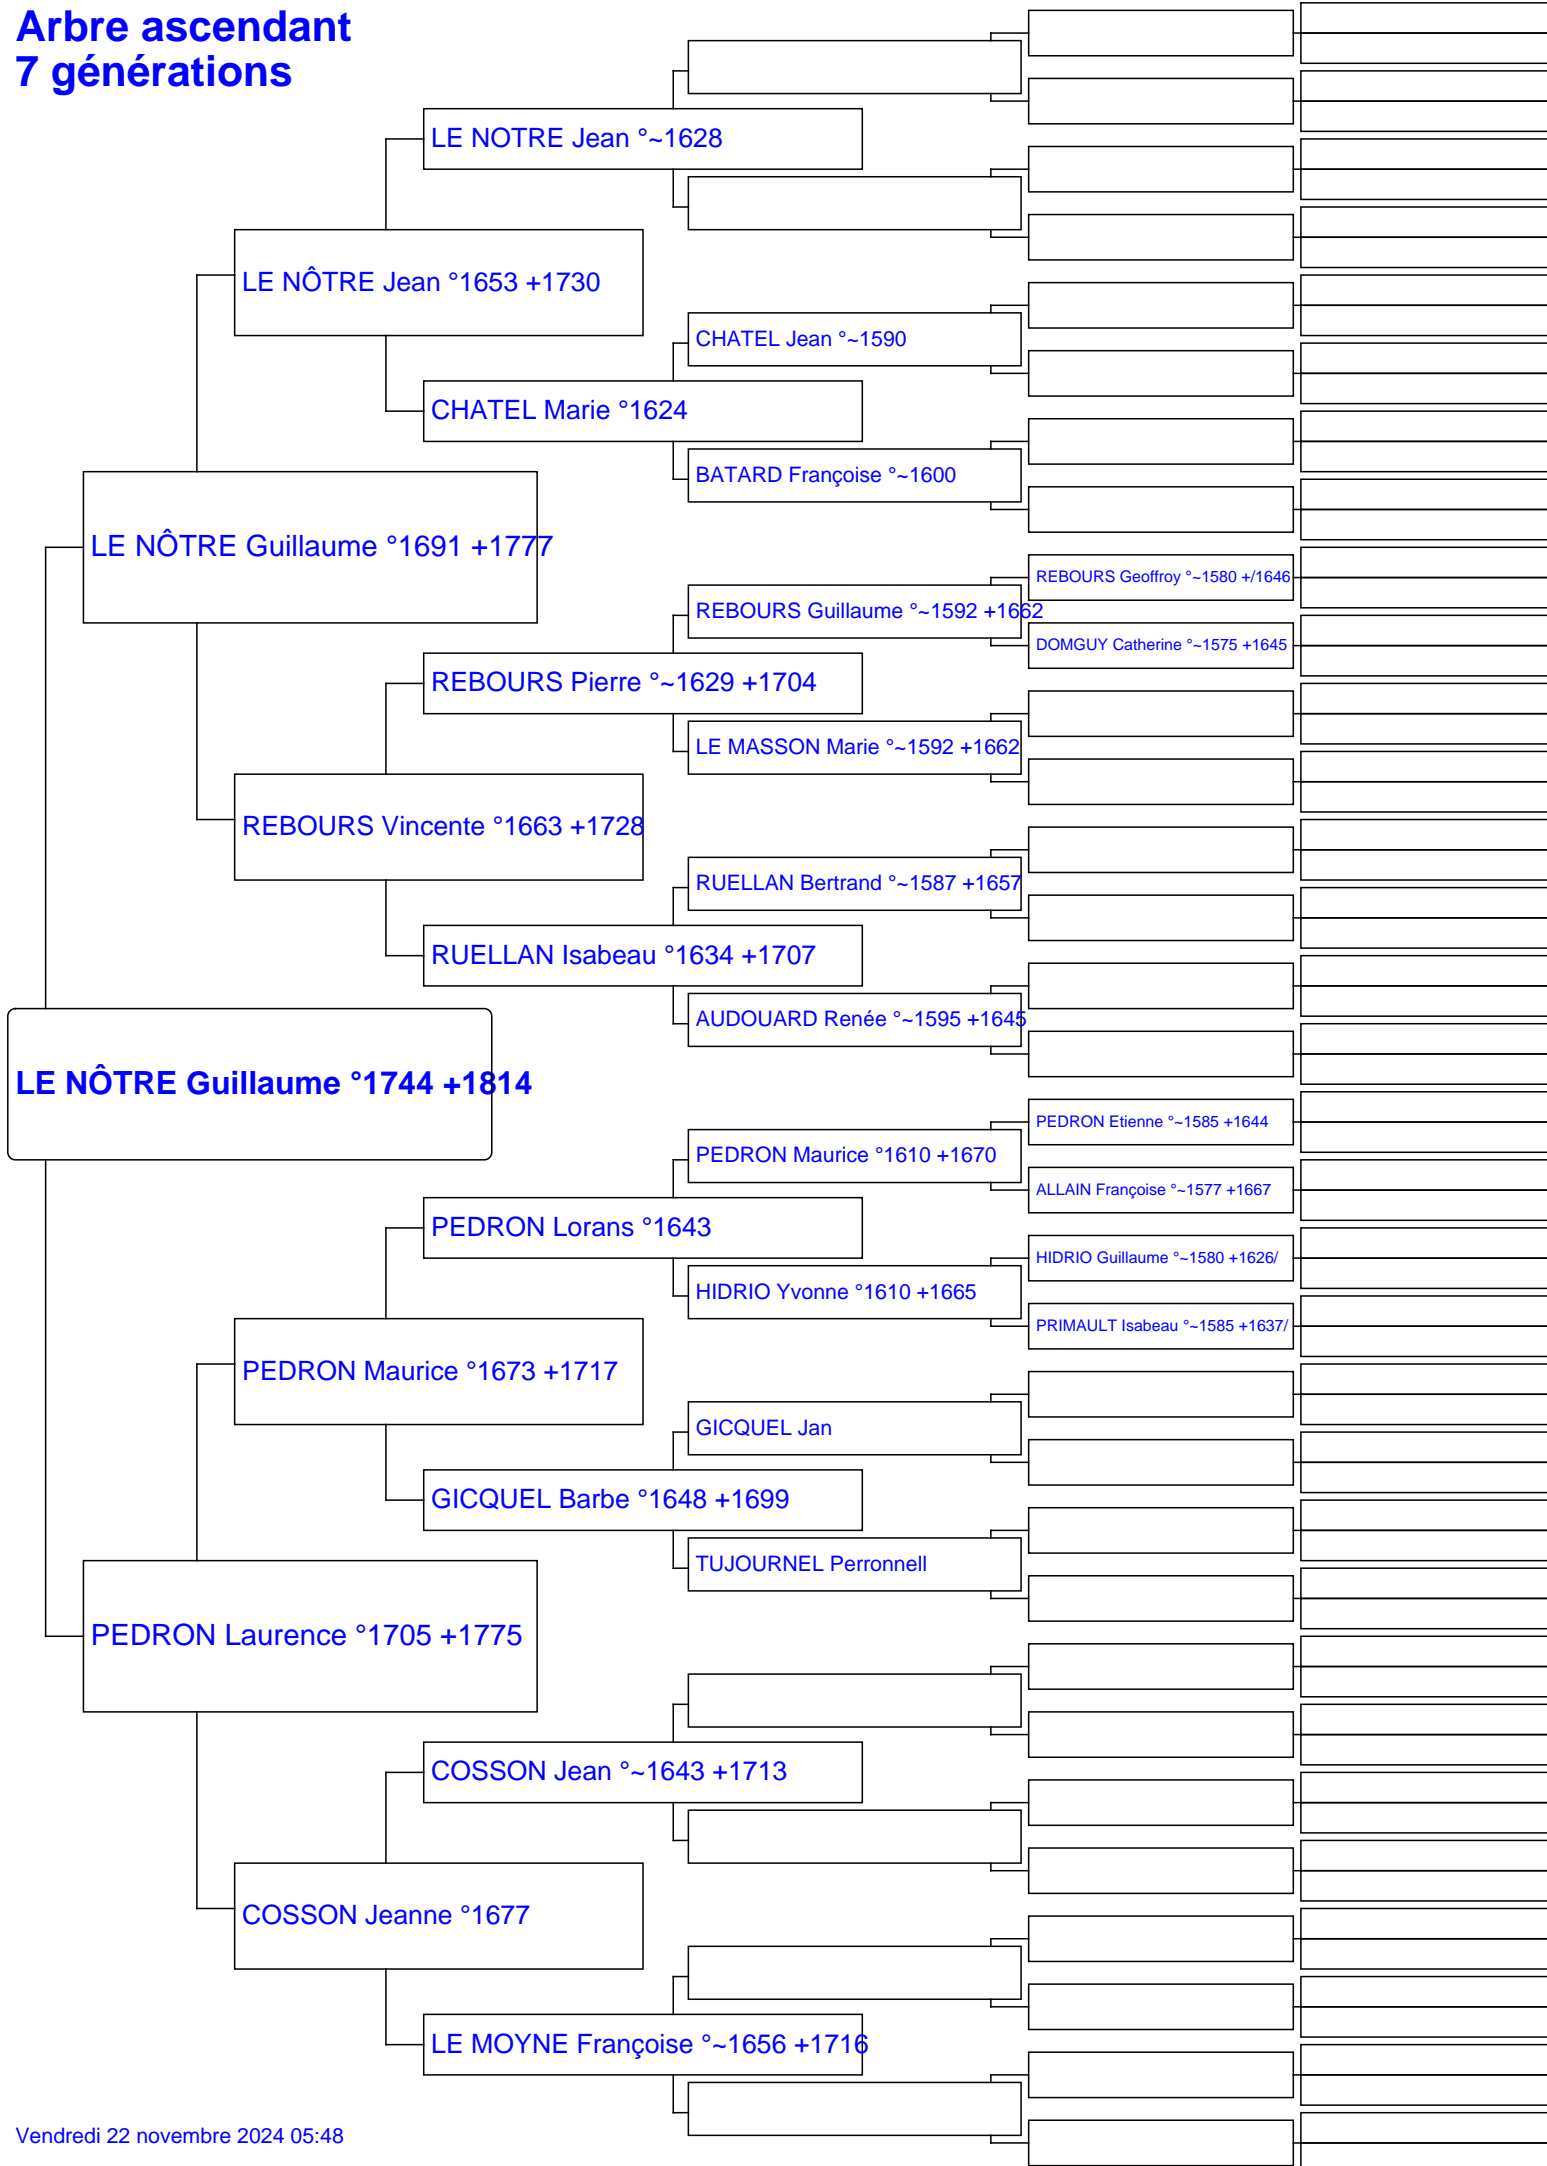 Arbre ascendant
7 générations
LE NOTRE Jean °~1628
LE NÔTRE Jean °1653 +1730
CHATEL Jean °~1590
CHATEL Marie °1624
BATARD Françoise °~1600
LE NÔTRE Guillaume °1691 +1777
REBOURS Geoffroy °~1580 +/1646
REBOURS Guillaume °~1592 +1662
DOMGUY Catherine °~1575 +1645
REBOURS Pierre °~1629 +1704
LE MASSON Marie °~1592 +1662
REBOURS Vincente °1663 +1728
RUELLAN Bertrand °~1587 +1657
RUELLAN Isabeau °1634 +1707
AUDOUARD Renée °~1595 +1645
LE NÔTRE Guillaume °1744 +1814
PEDRON Etienne °~1585 +1644
PEDRON Maurice °1610 +1670
ALLAIN Françoise °~1577 +1667
PEDRON Lorans °1643
HIDRIO Guillaume °~1580 +1626/
HIDRIO Yvonne °1610 +1665
PRIMAULT Isabeau °~1585 +1637/
PEDRON Maurice °1673 +1717
GICQUEL Jan
GICQUEL Barbe °1648 +1699
TUJOURNEL Perronnell
PEDRON Laurence °1705 +1775
COSSON Jean °~1643 +1713
COSSON Jeanne °1677
LE MOYNE Françoise °~1656 +1716
Vendredi 22 novembre 2024 05:48